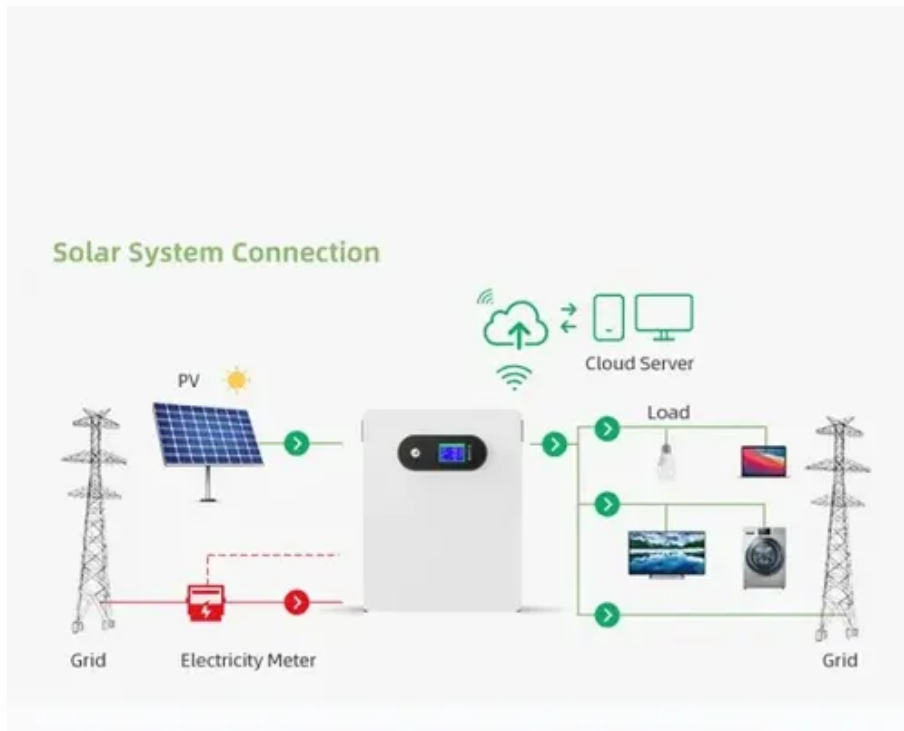 Solar System Connection
Cloud Server
PV
Load
Grid
Electricity Meter
Grid